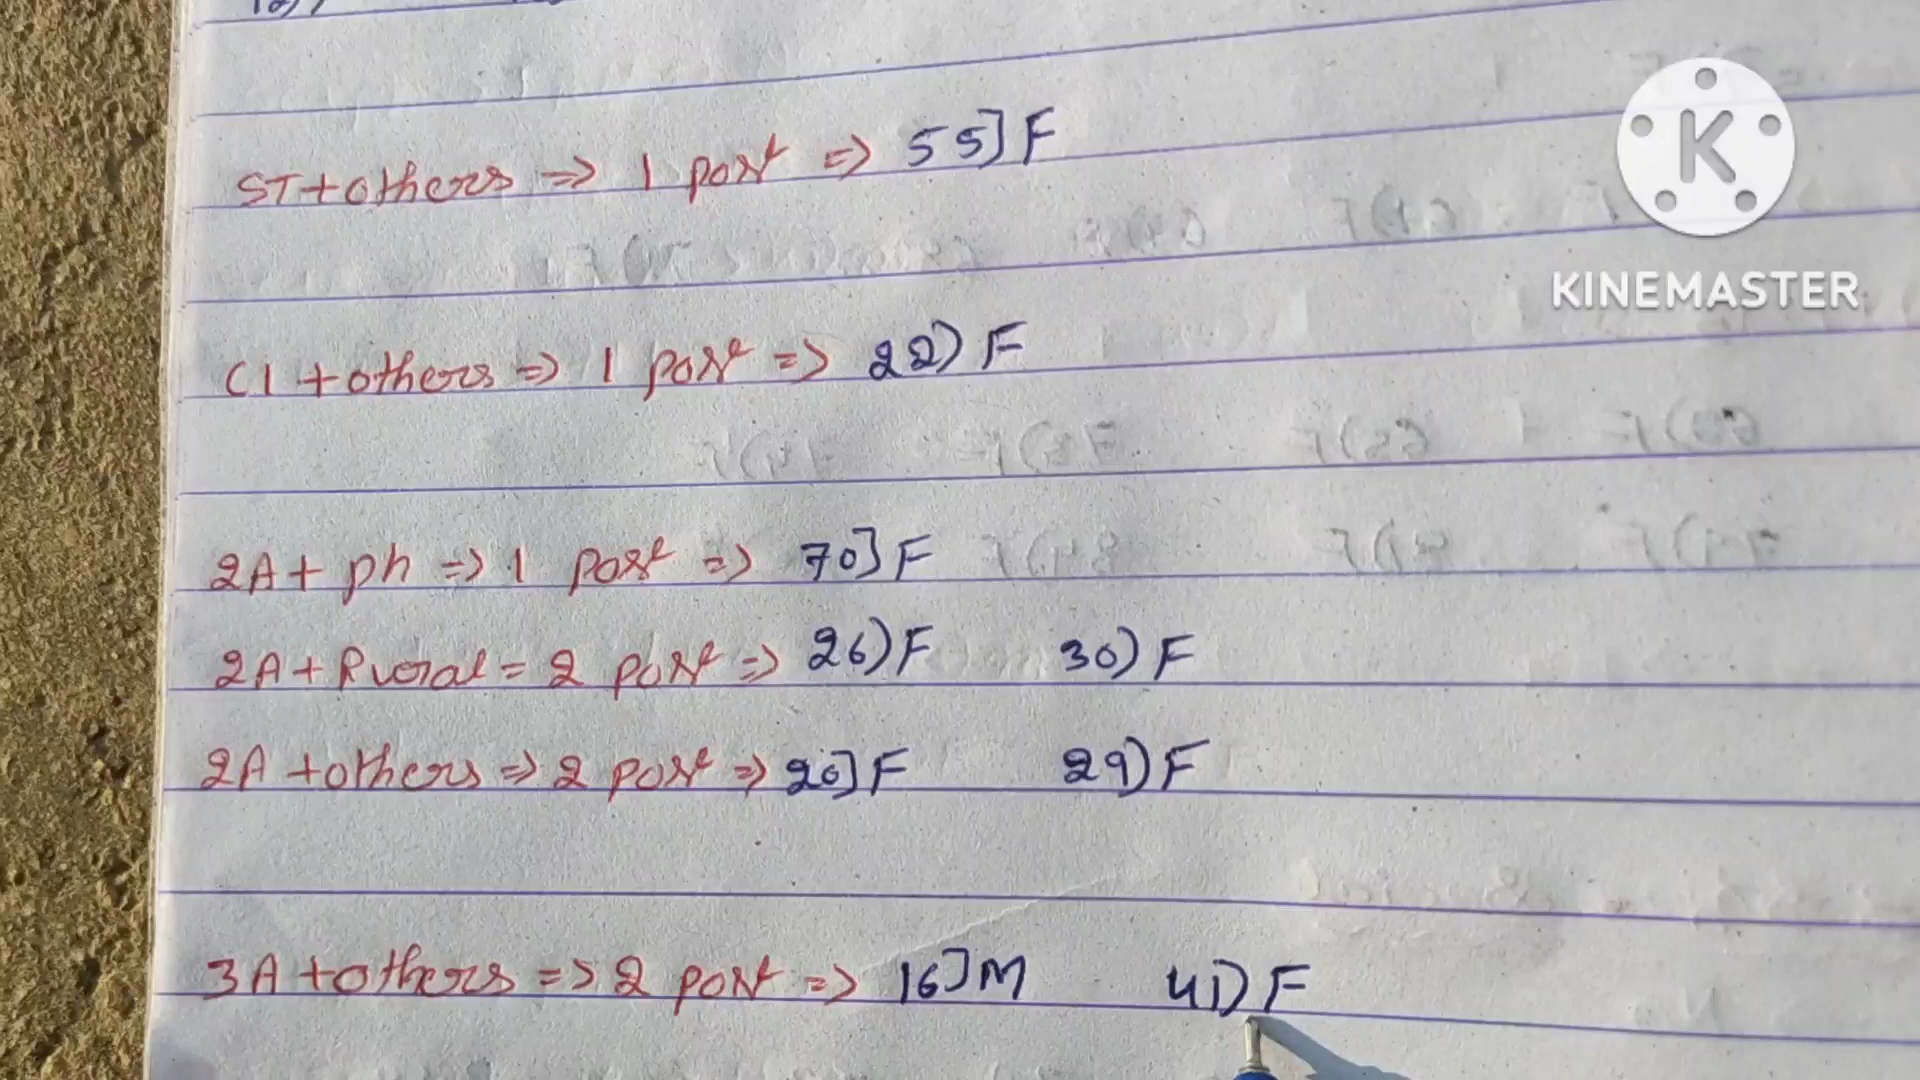 ST+others => 1 post => 55]F
KINEMASTER
C1 +others => 1 post => 22) F
2A+ ph => 1 post => 70]F
2A+Rural = 2 post => 26)F 30) F
2A +others => 2 post => 20]F 29) F
3A +others => 2 post => 16]M 41) F